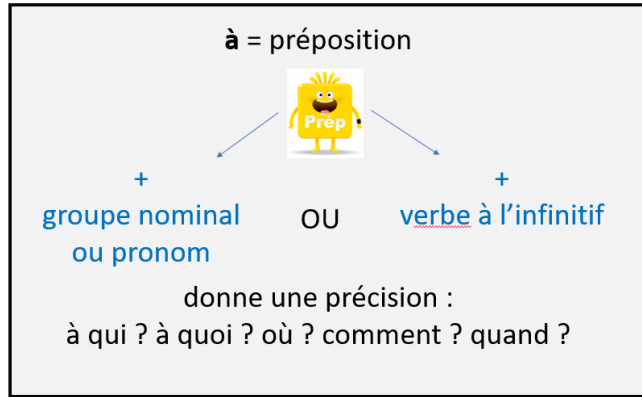 à = préposition
Prép
+
groupe nominal
ou pronom
OU
+
verbe à l'infinitif
donne une précision :
à qui ? à quoi ? où ? comment ? quand ?